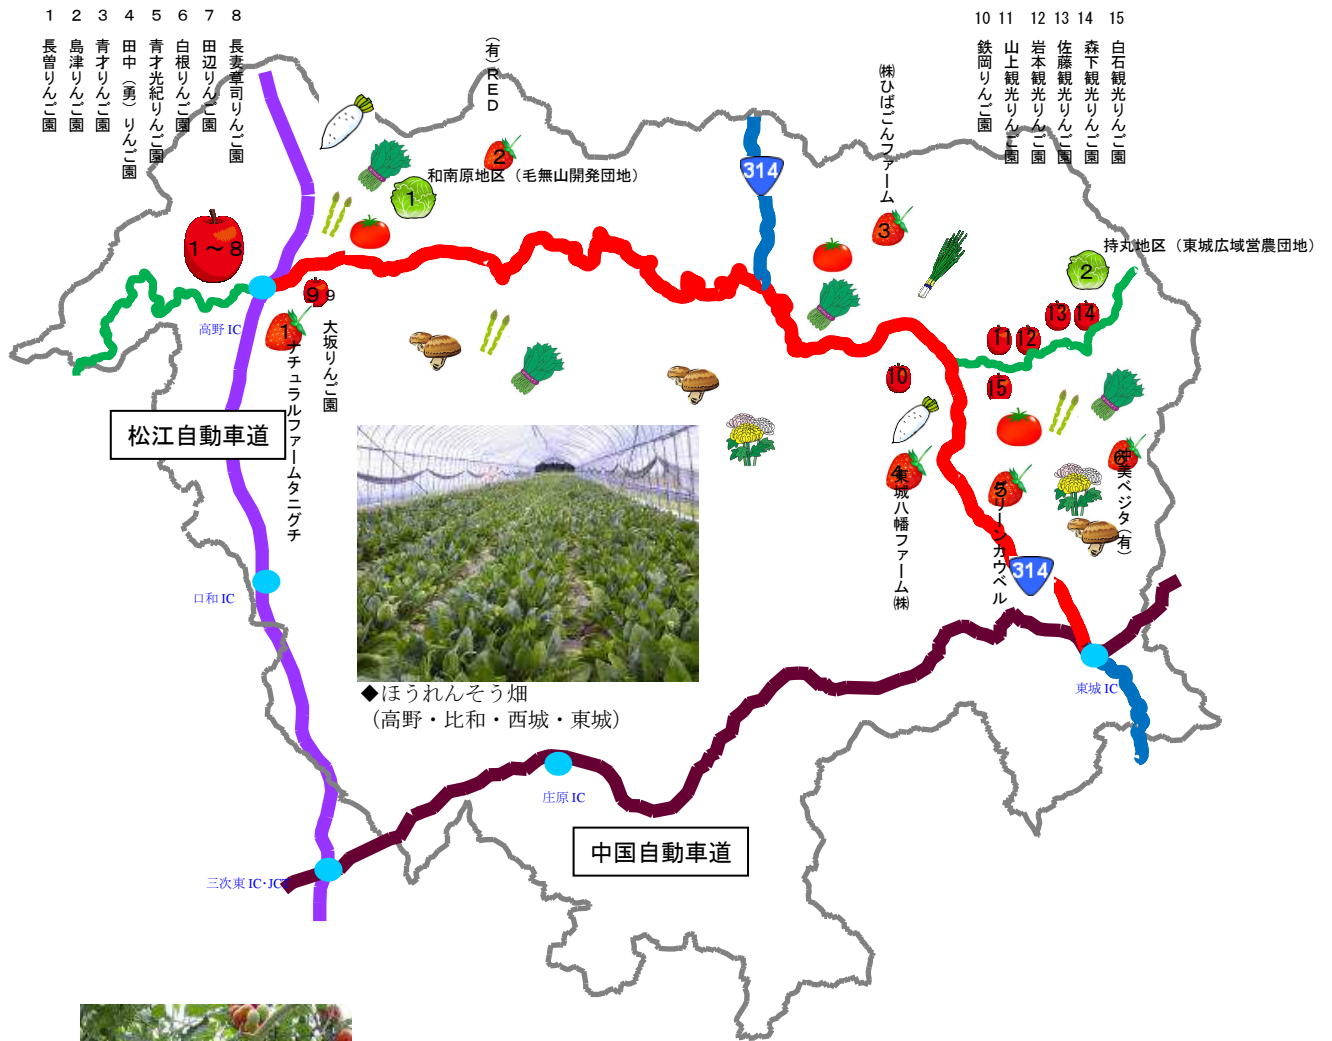 1 長曽りんご園
2 島津りんご園
3 青才りんご園
4 田中（勇）りんご園
5 青才光紀りんご園
6 白根りんご園
7 田辺りんご園
8 長妻章司りんご園
(有)ＲＥＤ
㈱ひばごんファーム
10 鉄岡りんご園
11 山上観光りんご園
12 岩本観光りんご園
13 佐藤観光りんご園
14 森下観光りんご園
15 白石観光りんご園
314
2
和南原地区（毛無山開発団地）
1
1～8
3
持丸地区（東城広域営農団地）
2
高野 IC
9 9
大坂りんご園
1
ナチュラルファームタニグチ
13
14
11
12
10
15
松江自動車道
4
東城八幡ファーム㈱
5
グリーンカウベル
6
沖美ベジタ(有)
314
口和 IC
◆ほうれんそう畑
（高野・比和・西城・東城）
東城 IC
庄原 IC
中国自動車道
三次東 IC･JCT